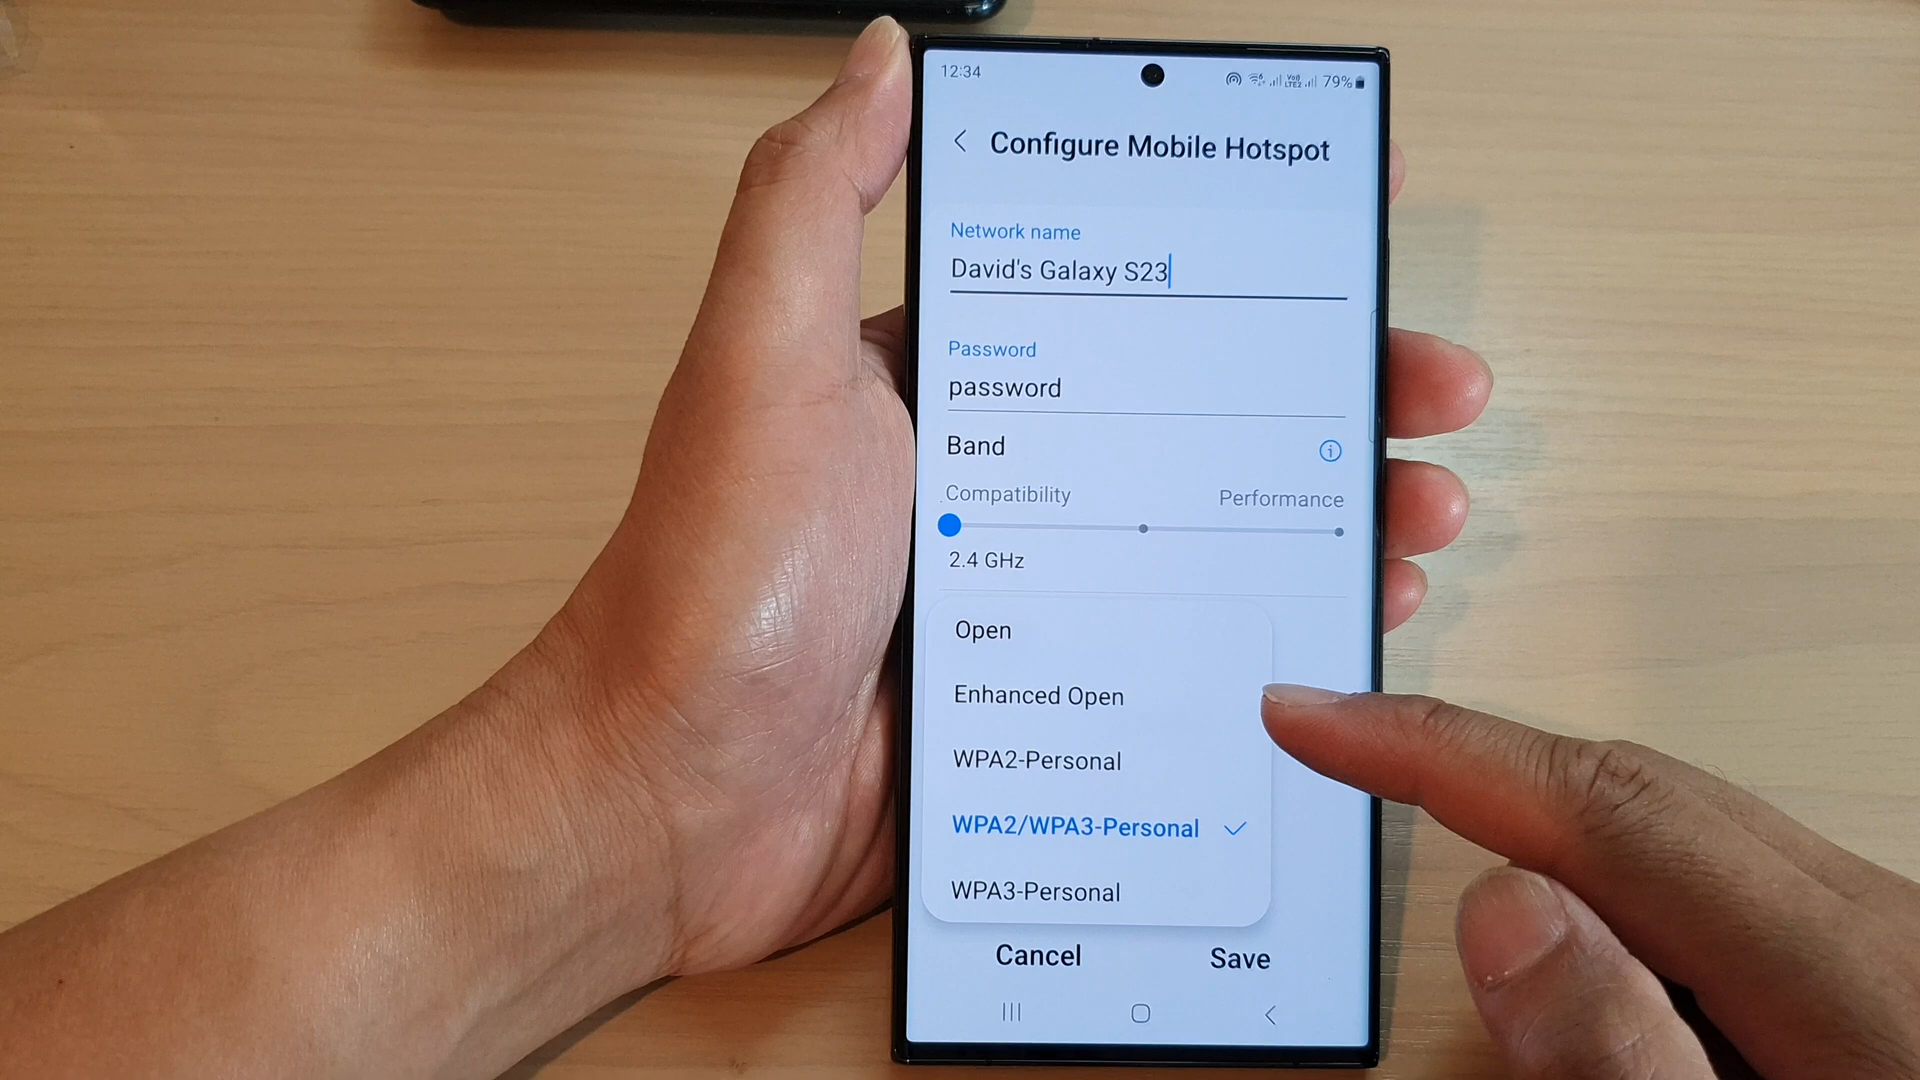 12:34
79%
Configure Mobile Hotspot
Network name
David's Galaxy S23
Password
password
Band
Compatibility Performance
2.4 GHz
Open
Enhanced Open
WPA2-Personal
WPA2/WPA3-Personal
WPA3-Personal
Cancel Save